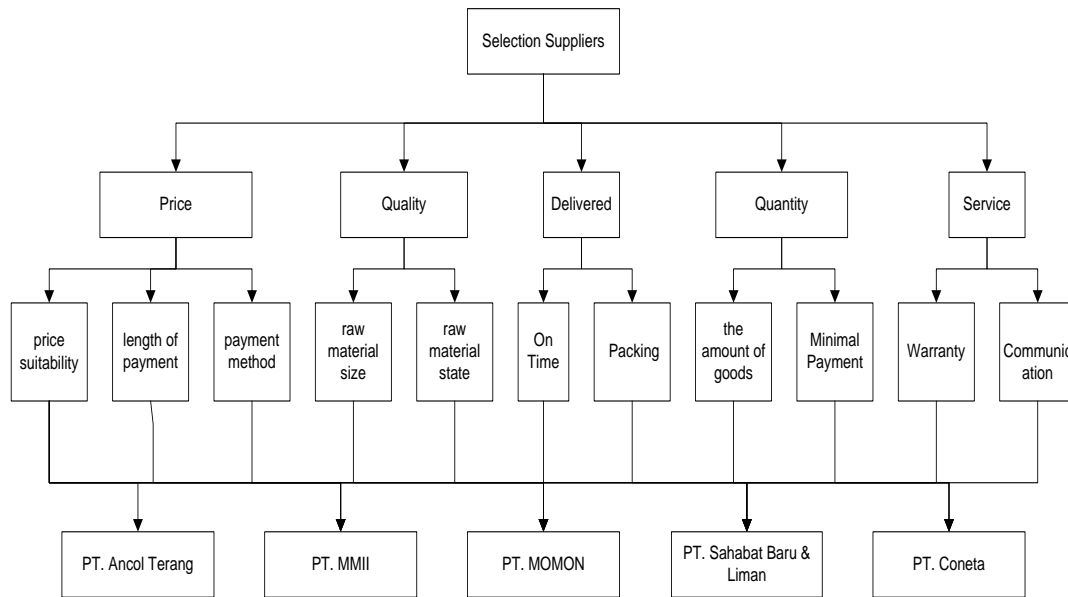 Selection Suppliers
Price
Quality
Delivered
Quantity
Service
price
suitability
length of
payment
payment
method
raw
material
size
raw
material
state
On
Time
Packing
the
amount of
goods
Minimal
Payment
Warranty
Communic
ation
PT. Ancol Terang
PT. MMII
PT. MOMON
PT. Sahabat Baru &
Liman
PT. Coneta